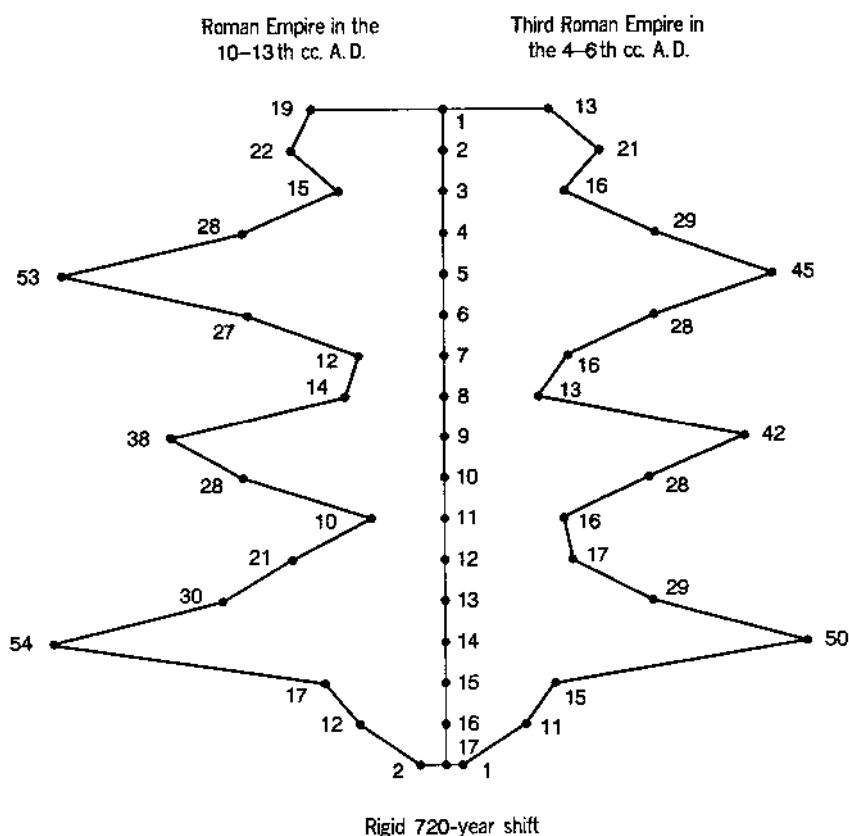 Roman Empire in the
10–13th cc. A.D.
Third Roman Empire in
the 4–6th cc. A.D.
19 1 13
22 2 21
15 3 16
28 4 29
53 5 45
27 6 28
12 7 16
14 8 13
38 9 42
28 10 28
10 11 16
21 12 17
30 13 29
54 14 50
17 15 15
12 16 11
2 17 1
Rigid 720-year shift